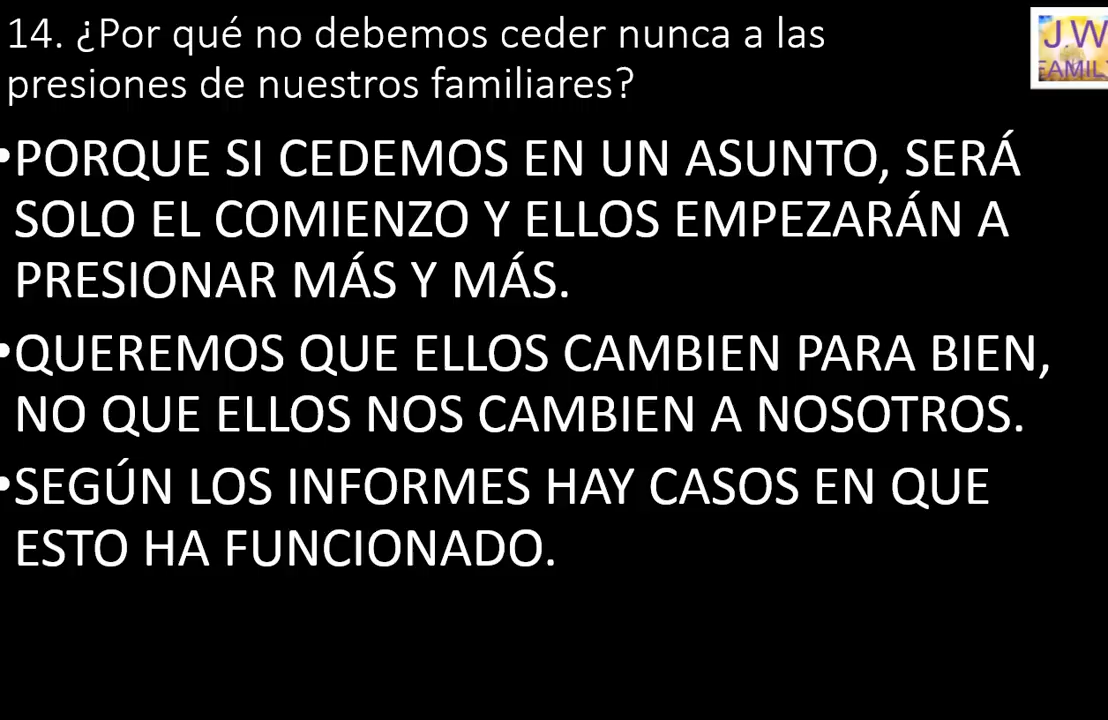 14. ¿Por qué no debemos ceder nunca a las
presiones de nuestros familiares?
J.W
FAMILY
•PORQUE SI CEDEMOS EN UN ASUNTO, SERÁ
SOLO EL COMIENZO Y ELLOS EMPEZARÁN A
PRESIONAR MÁS Y MÁS.
•QUEREMOS QUE ELLOS CAMBIEN PARA BIEN,
NO QUE ELLOS NOS CAMBIEN A NOSOTROS.
•SEGÚN LOS INFORMES HAY CASOS EN QUE
ESTO HA FUNCIONADO.